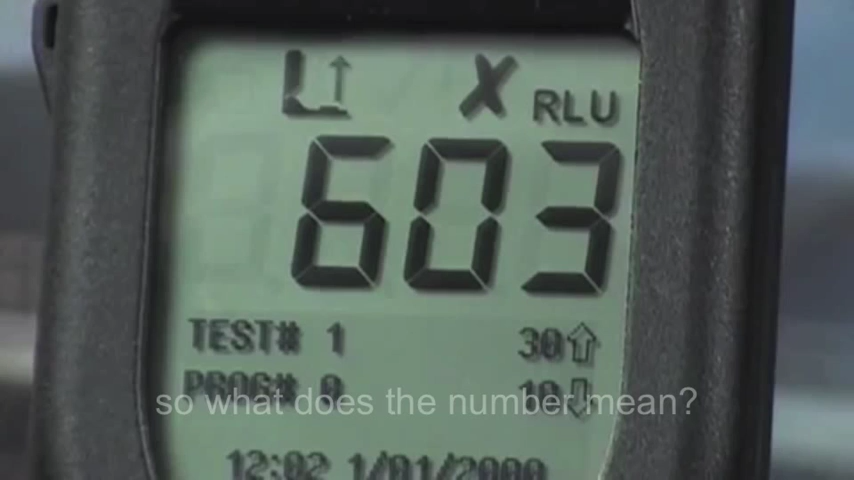 X RLU
603
TEST# 1 30
PROG# 0 10
so what does the number mean?
12:02 1/01/2000